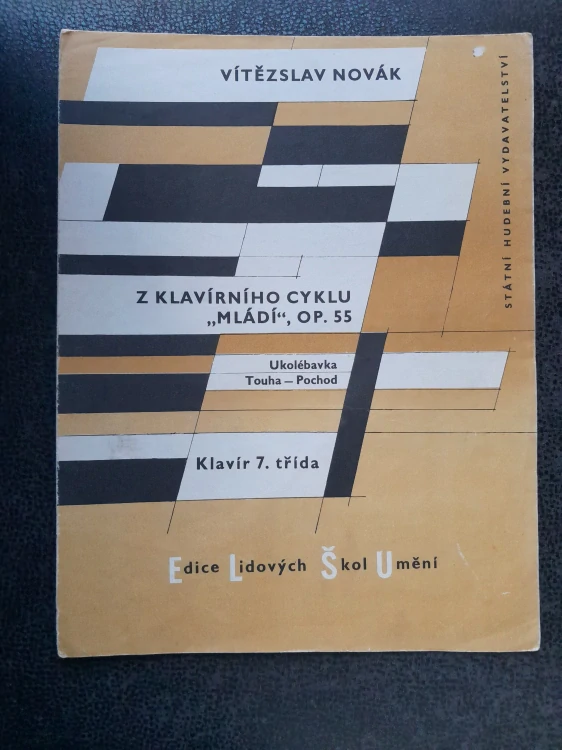 VÍTĚZSLAV NOVÁK
STÁTNÍ HUDEBNÍ VYDAVATELSTVÍ
Z KLAVÍRNÍHO CYKLU
„MLÁDÍ“, OP. 55
Ukolébavka
Touha — Pochod
Klavír 7. třída
Edice Lidových Škol Umění